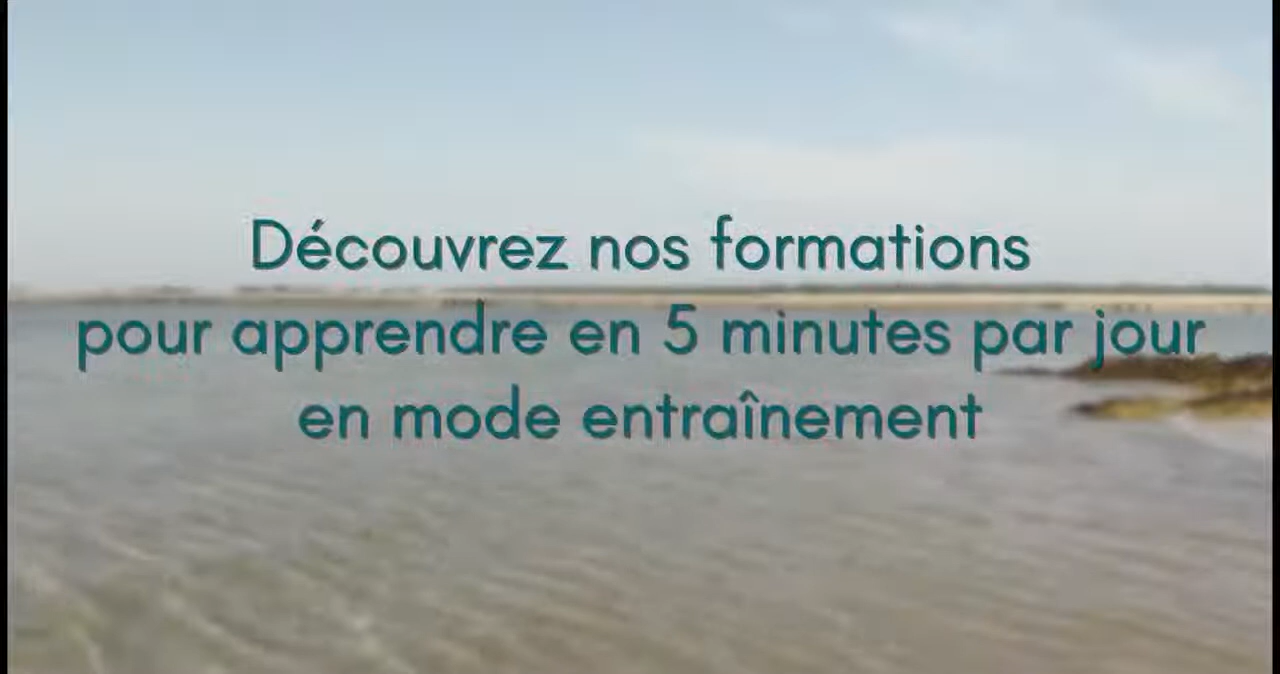 Découvrez nos formations
pour apprendre en 5 minutes par jour
en mode entraînement